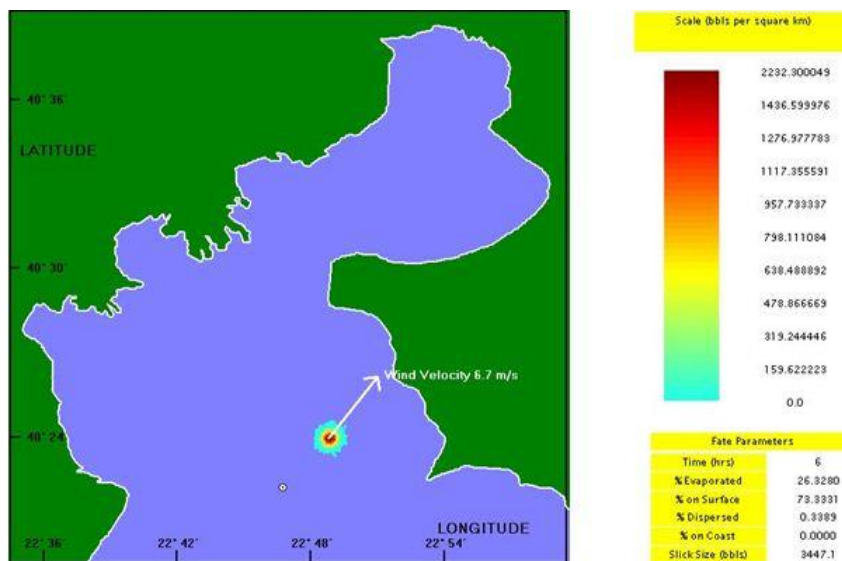 40° 36'
LATITUDE
40° 30'
Wind Velocity 6.7 m/s
40° 24'
LONGITUDE
22° 36'
22° 42'
22° 48'
22° 54'
Scale (bbls per square km)
2232.300049
1436.599976
1276.977783
1117.355591
957.733337
798.111084
638.488892
478.866669
319.244446
159.622223
0.0
Fate Parameters
Time (hrs) 6
% Evaporated 26.3280
% on Surface 73.3331
% Dispersed 0.3389
% on Coast 0.0000
Slick Size (bbls) 3447.1